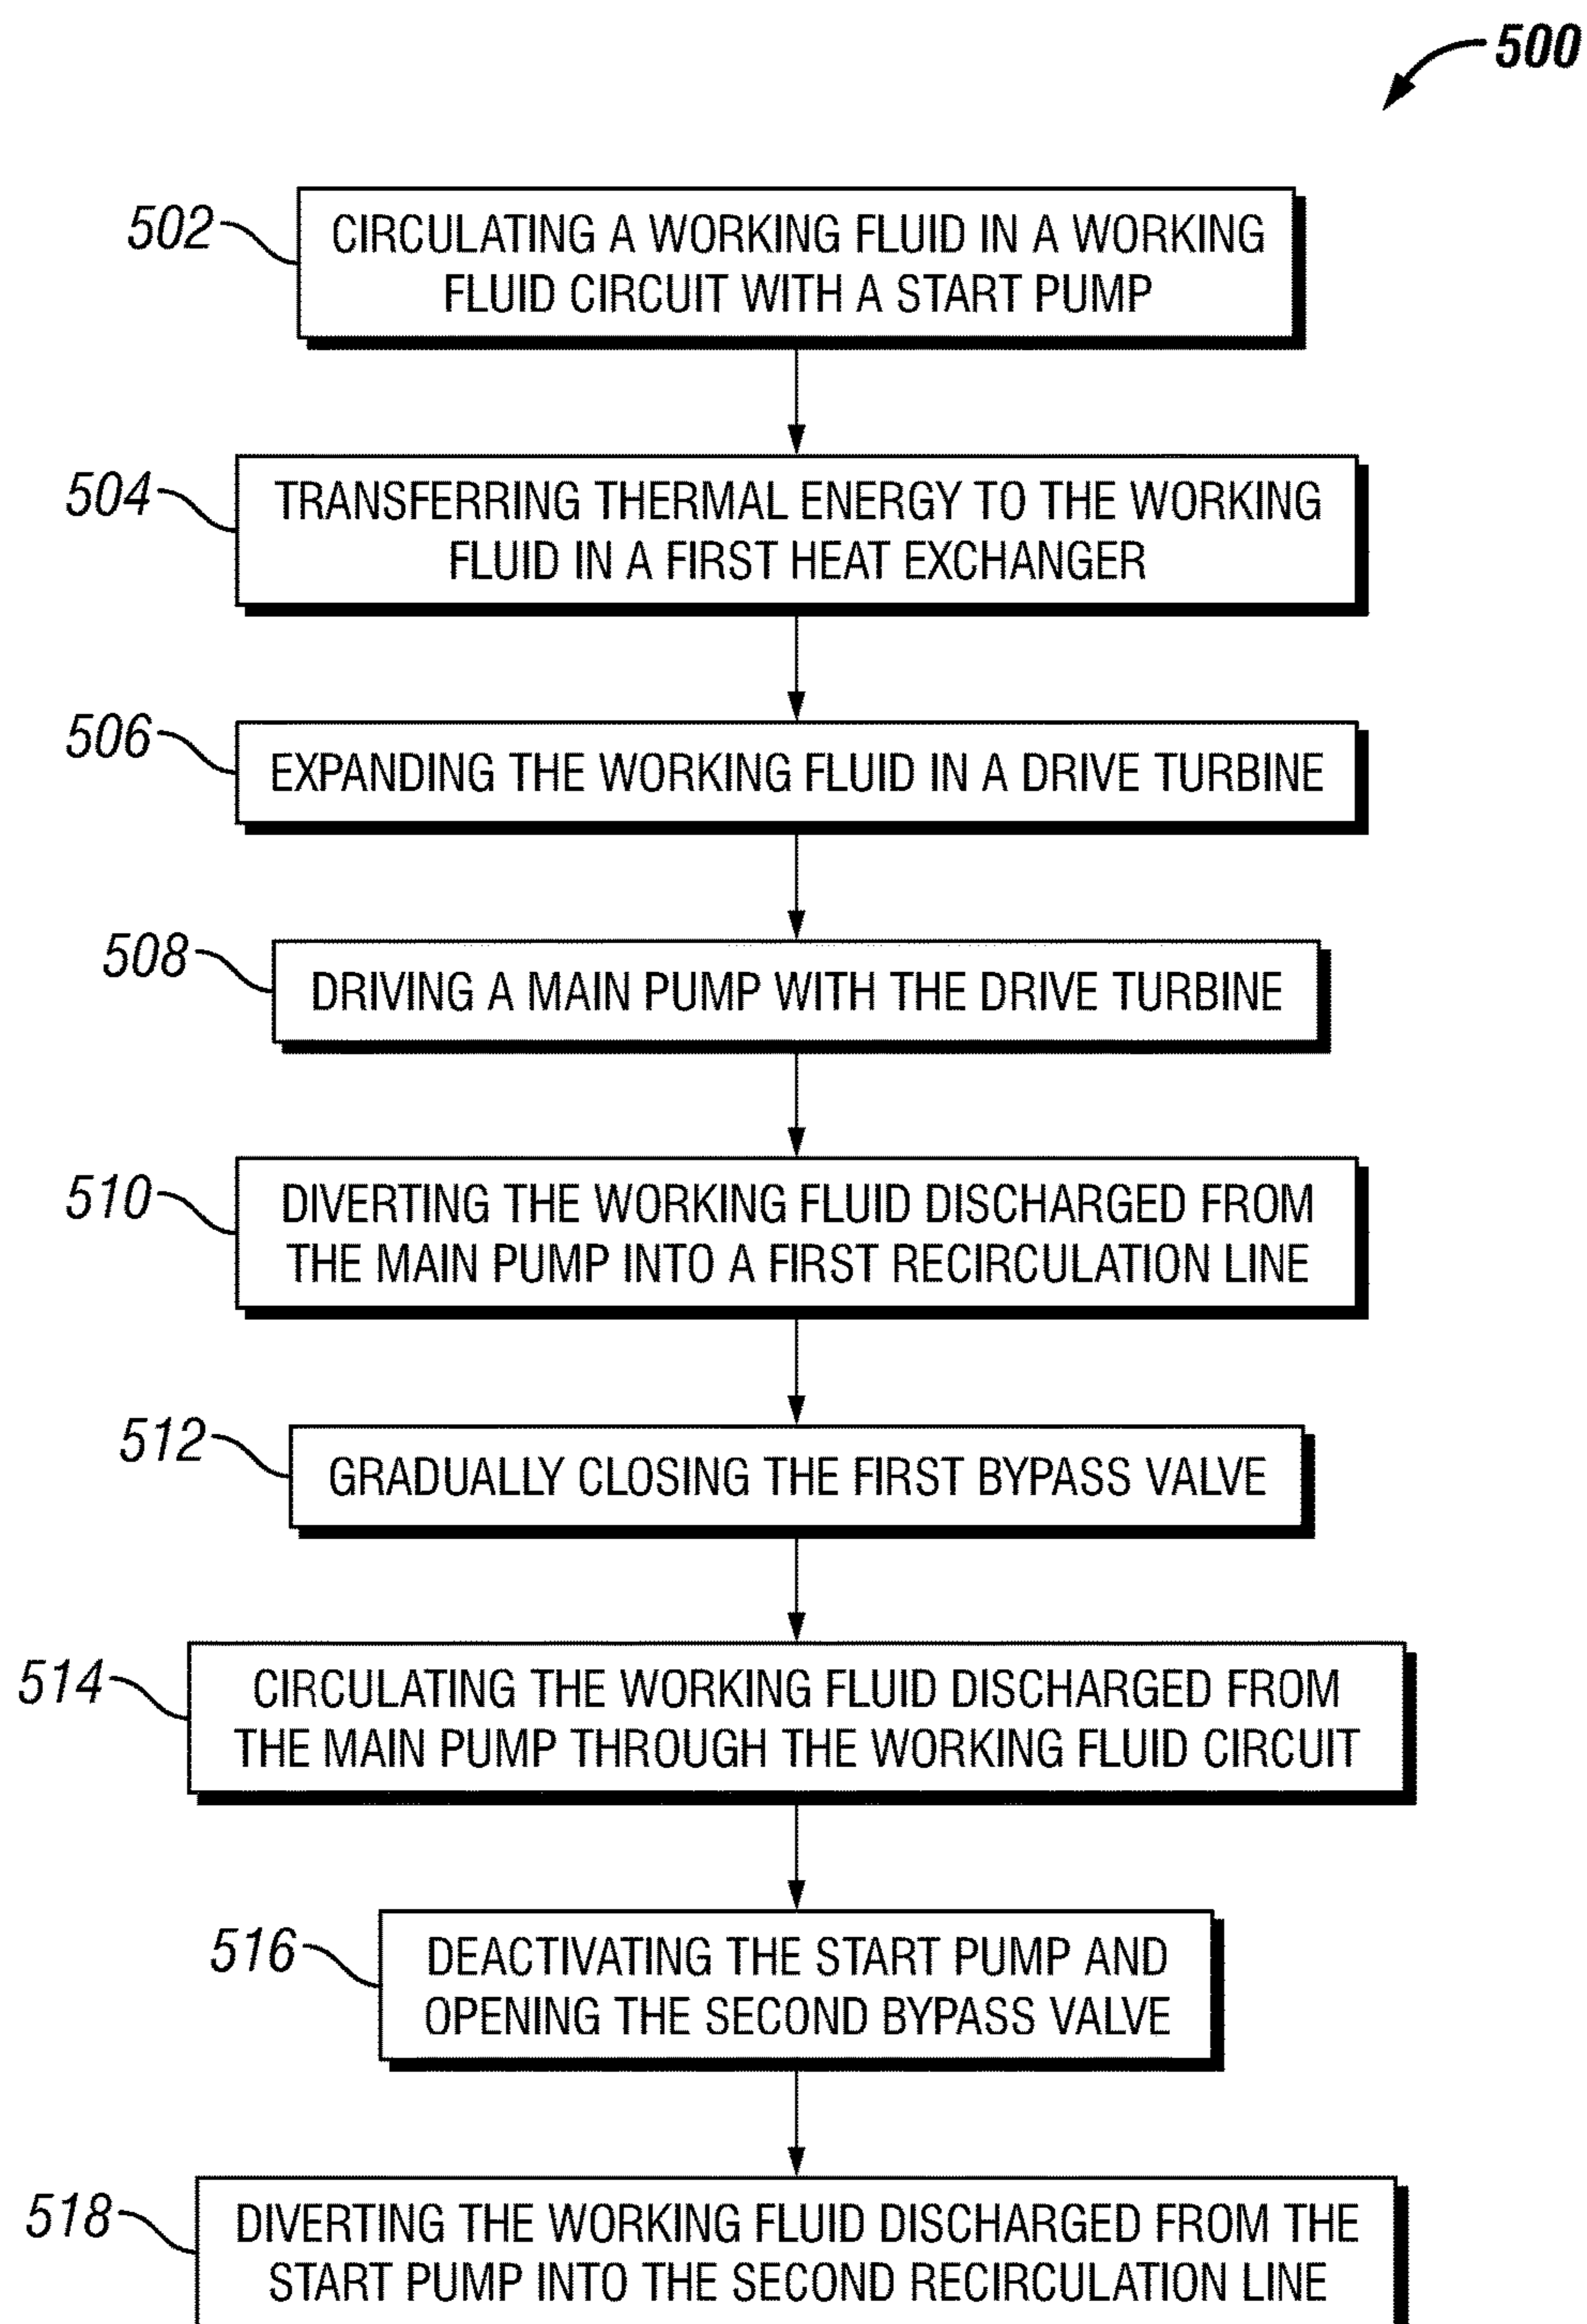 500
502
CIRCULATING A WORKING FLUID IN A WORKING
FLUID CIRCUIT WITH A START PUMP
504
TRANSFERRING THERMAL ENERGY TO THE WORKING
FLUID IN A FIRST HEAT EXCHANGER
506
EXPANDING THE WORKING FLUID IN A DRIVE TURBINE
508
DRIVING A MAIN PUMP WITH THE DRIVE TURBINE
510
DIVERTING THE WORKING FLUID DISCHARGED FROM
THE MAIN PUMP INTO A FIRST RECIRCULATION LINE
512
GRADUALLY CLOSING THE FIRST BYPASS VALVE
514
CIRCULATING THE WORKING FLUID DISCHARGED FROM
THE MAIN PUMP THROUGH THE WORKING FLUID CIRCUIT
516
DEACTIVATING THE START PUMP AND
OPENING THE SECOND BYPASS VALVE
518
DIVERTING THE WORKING FLUID DISCHARGED FROM THE
START PUMP INTO THE SECOND RECIRCULATION LINE